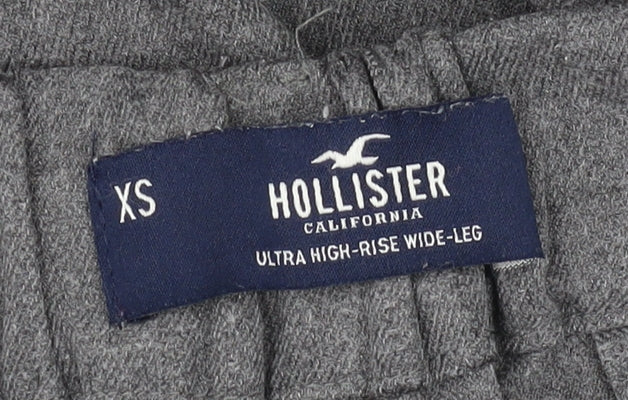 XS
HOLLISTER
CALIFORNIA
ULTRA HIGH-RISE WIDE-LEG